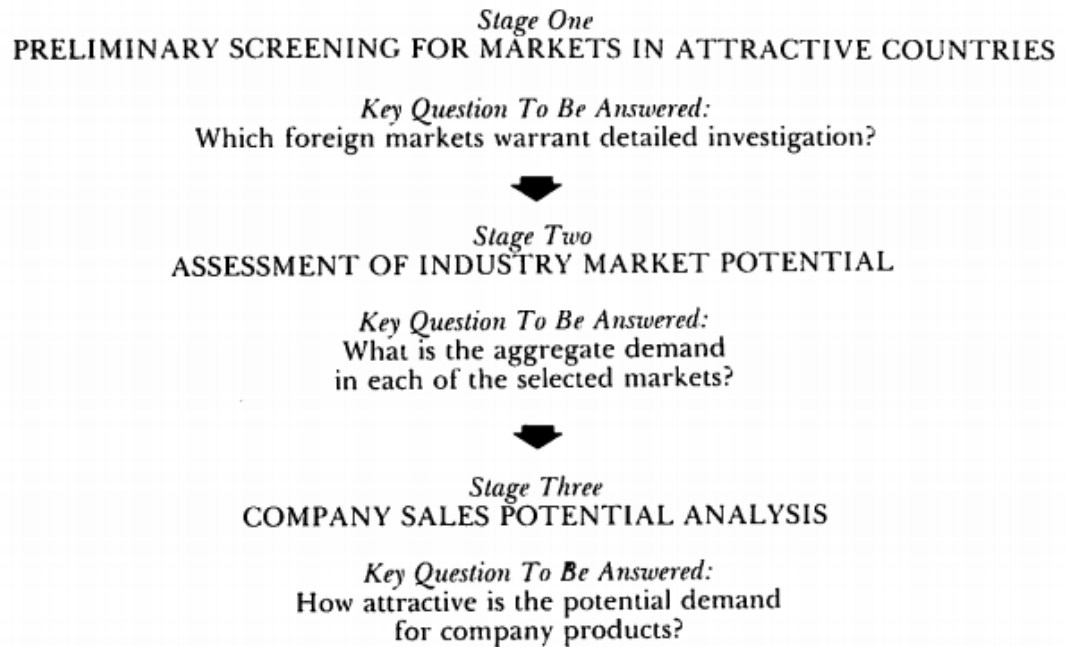 Stage One
PRELIMINARY SCREENING FOR MARKETS IN ATTRACTIVE COUNTRIES
Key Question To Be Answered:
Which foreign markets warrant detailed investigation?
Stage Two
ASSESSMENT OF INDUSTRY MARKET POTENTIAL
Key Question To Be Answered:
What is the aggregate demand
in each of the selected markets?
Stage Three
COMPANY SALES POTENTIAL ANALYSIS
Key Question To Be Answered:
How attractive is the potential demand
for company products?